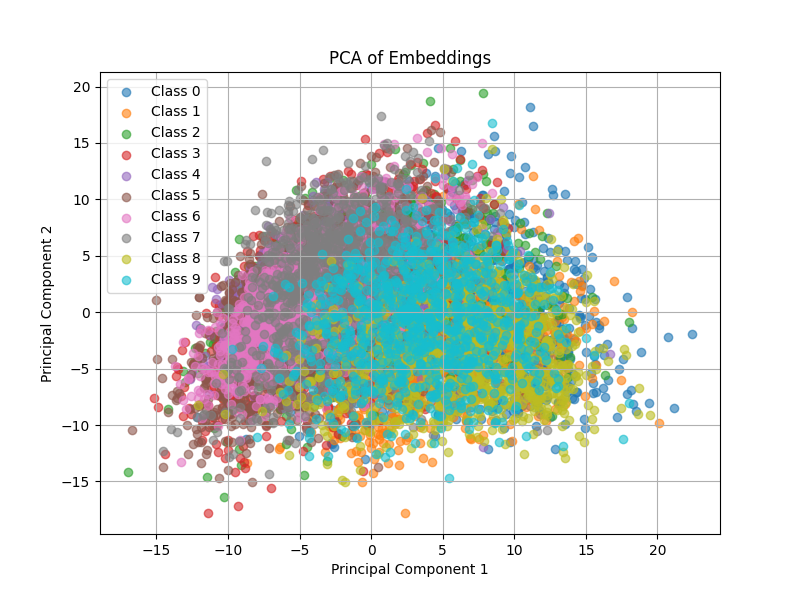 PCA of Embeddings
Class 0
Class 1
Class 2
Class 3
Class 4
Class 5
Class 6
Class 7
Class 8
Class 9
20
15
10
5
0
−5
−10
−15
Principal Component 2
−15
−10
−5
0
5
10
15
20
Principal Component 1